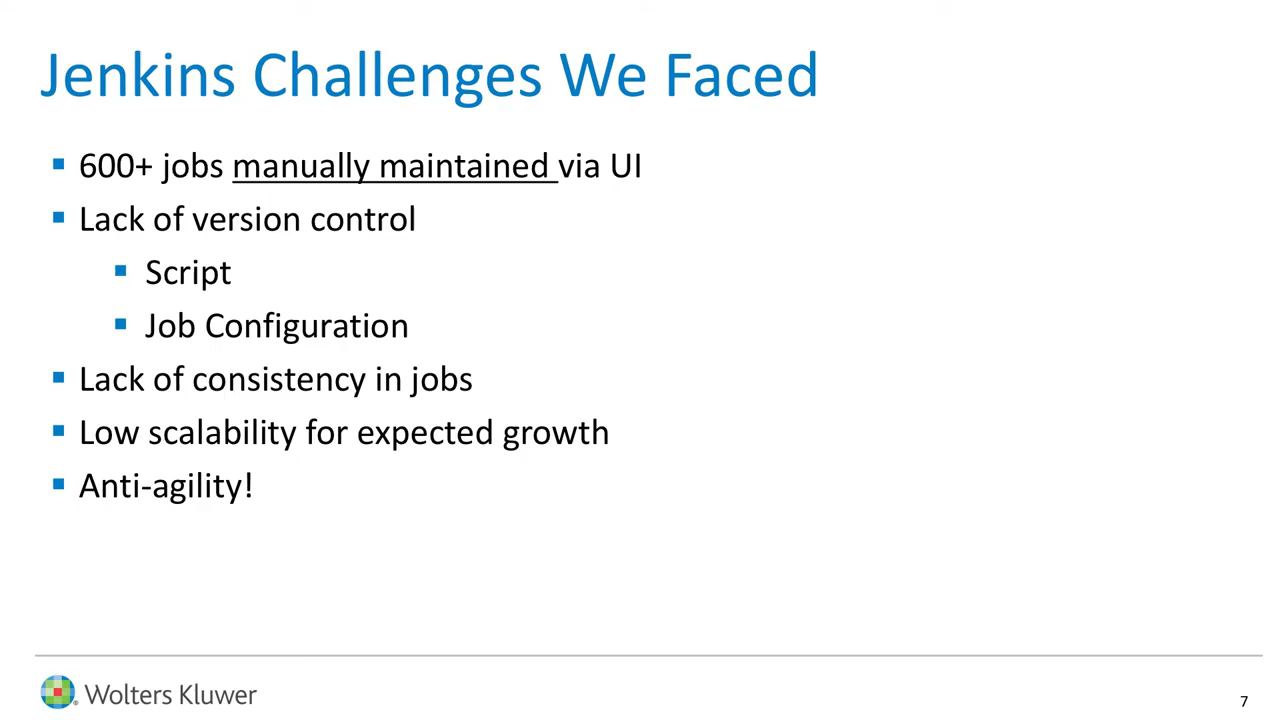 Jenkins Challenges We Faced
▪ 600+ jobs manually maintained via UI
▪ Lack of version control
▪ Script
▪ Job Configuration
▪ Lack of consistency in jobs
▪ Low scalability for expected growth
▪ Anti-agility!
Wolters Kluwer
7